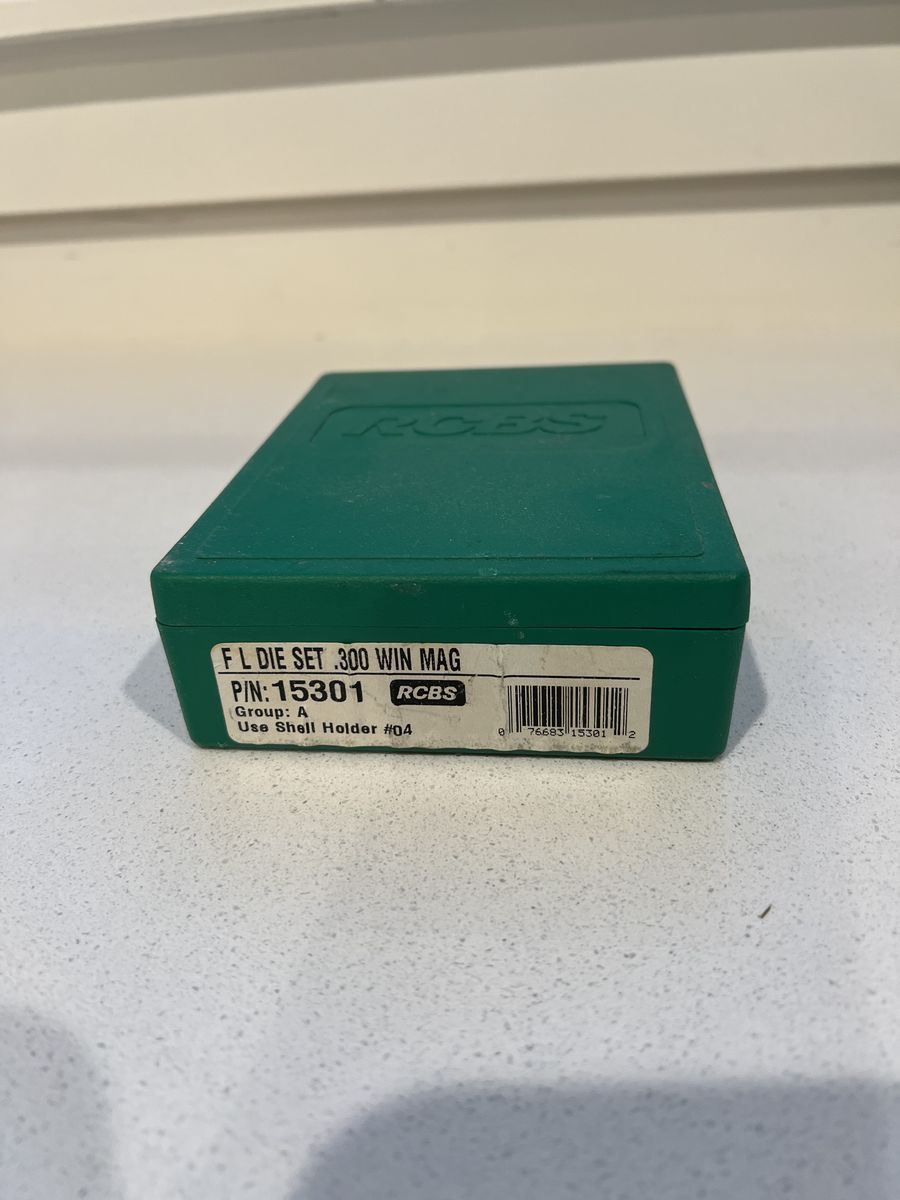 RCBS
F L DIE SET .300 WIN MAG
P/N: 15301 RCBS
Group: A
Use Shell Holder #04
0 76683 15301 2